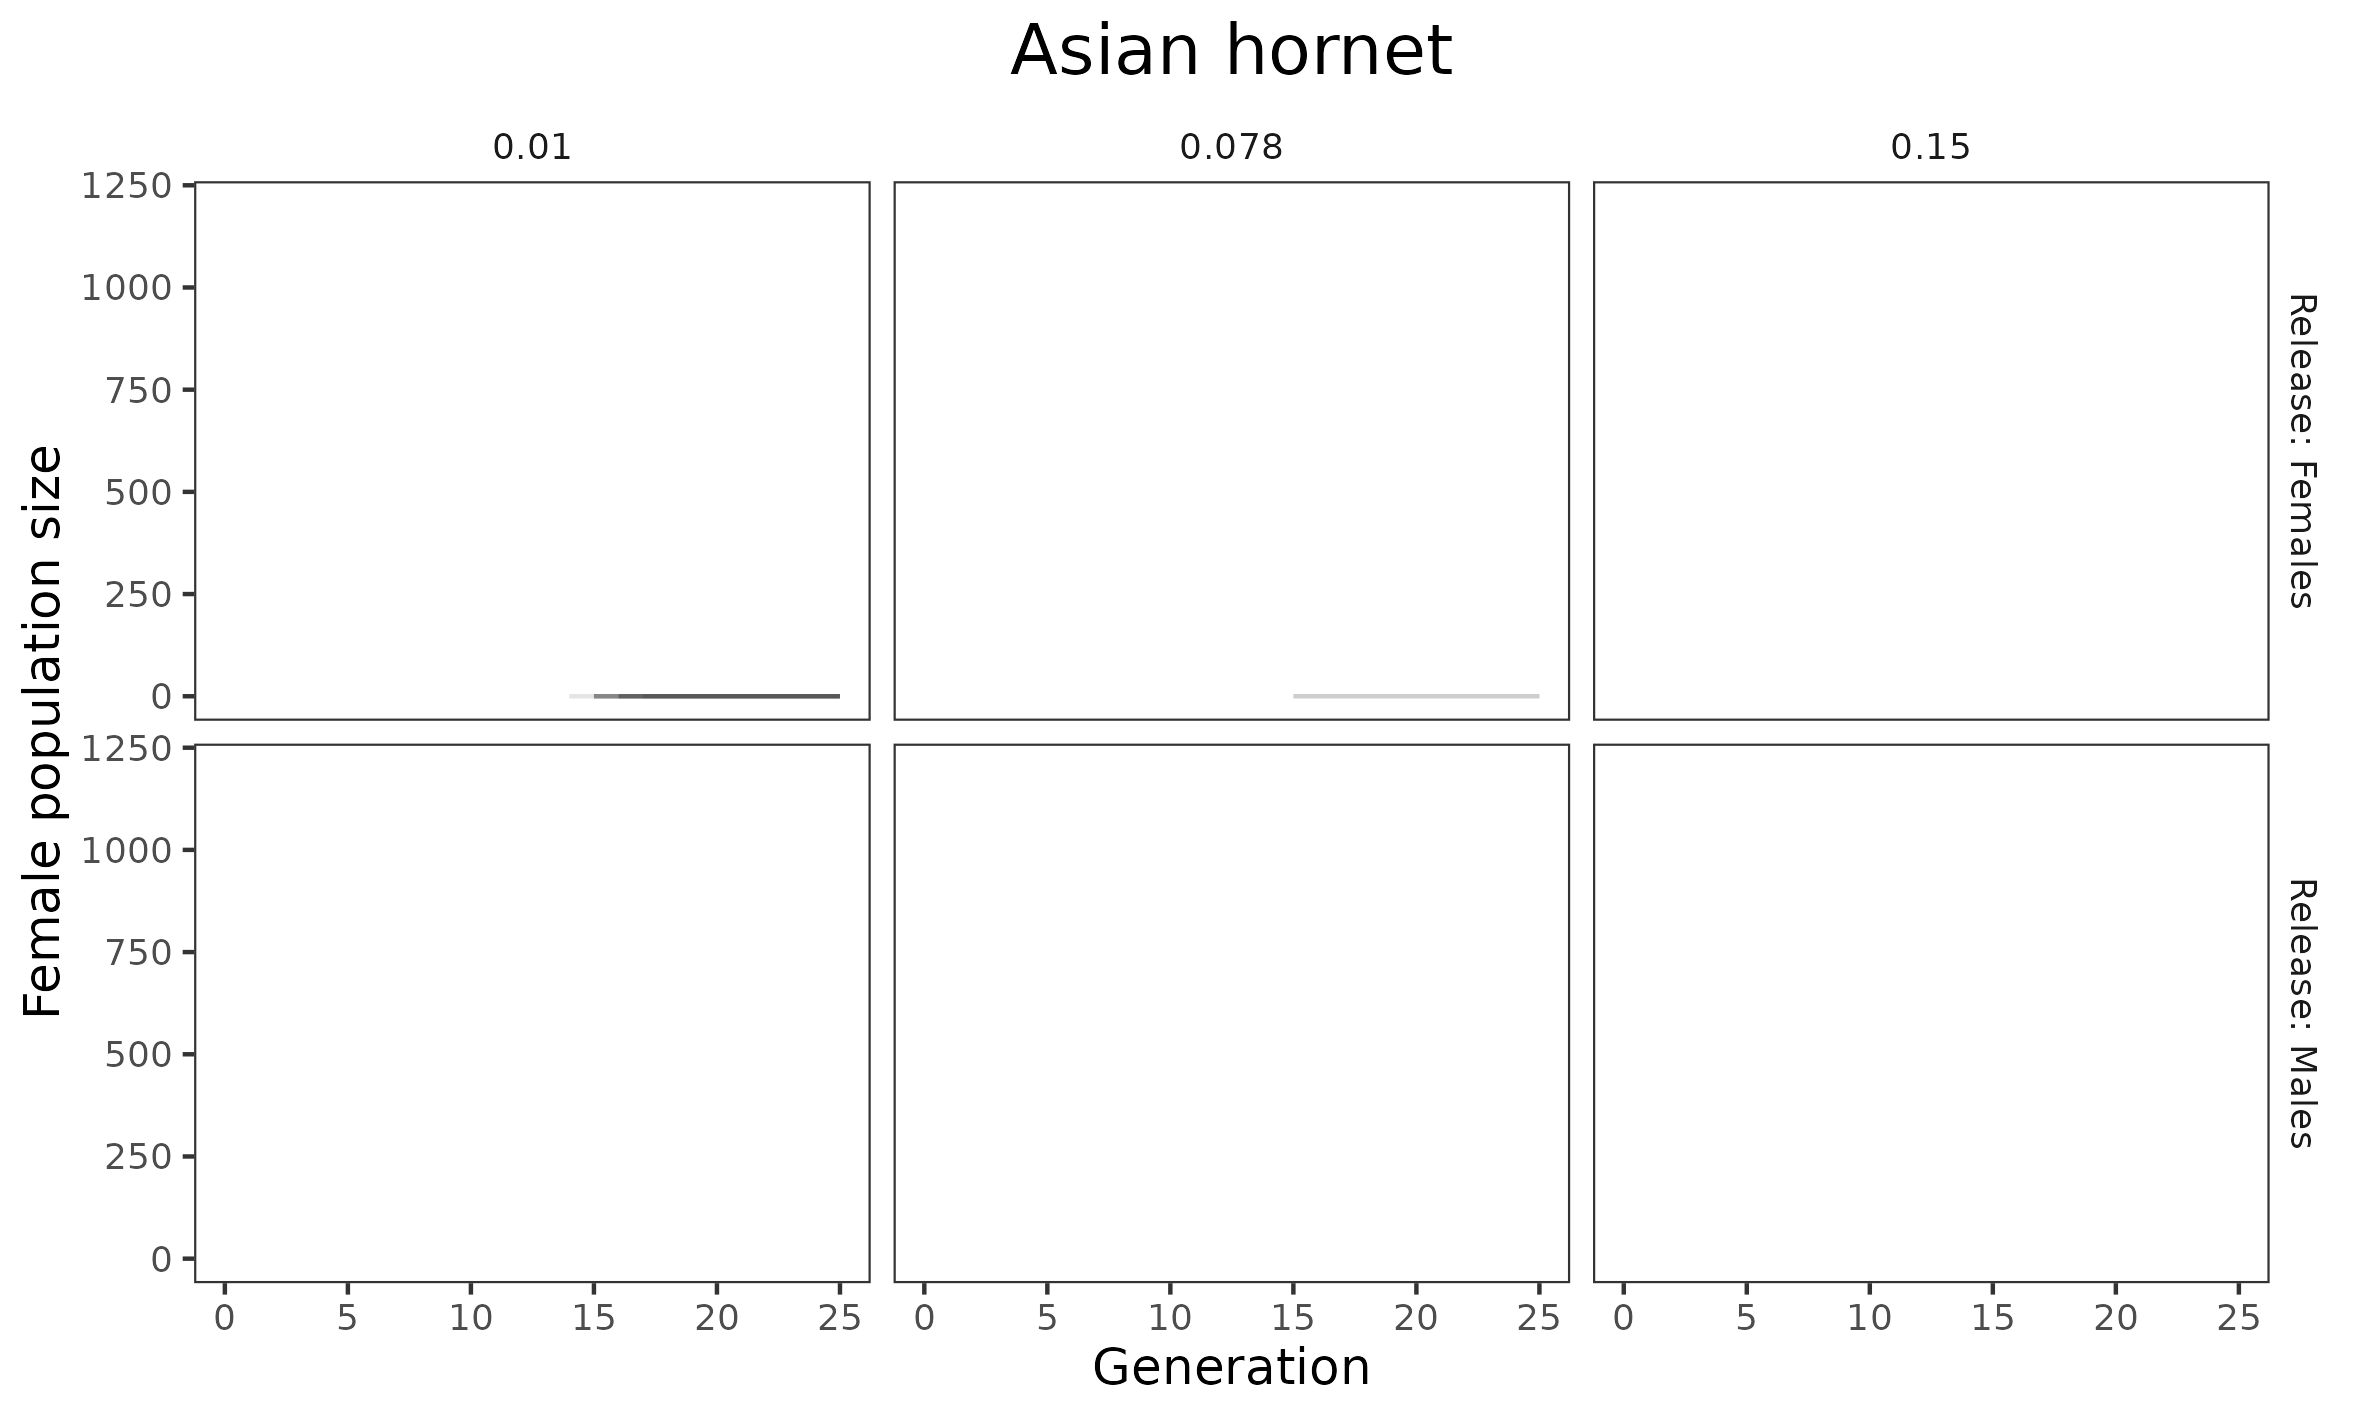 Asian hornet
0.01 0.078 0.15
1250
1000
750
500
250
0
Release: Females
Female population size
1250
1000
750
500
250
0
Release: Males
0 5 10 15 20 25 0 5 10 15 20 25 0 5 10 15 20 25
Generation